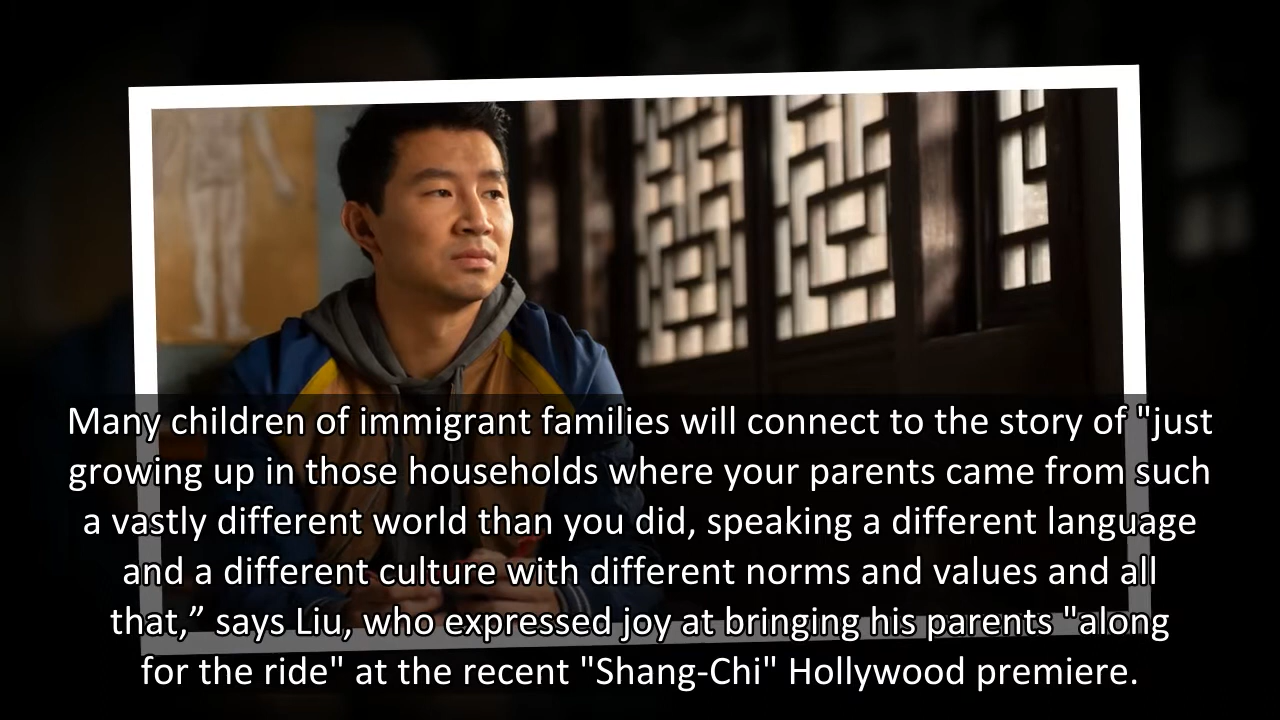 Many children of immigrant families will connect to the story of "just
growing up in those households where your parents came from such
a vastly different world than you did, speaking a different language
and a different culture with different norms and values and all
that,” says Liu, who expressed joy at bringing his parents "along
for the ride" at the recent "Shang-Chi" Hollywood premiere.